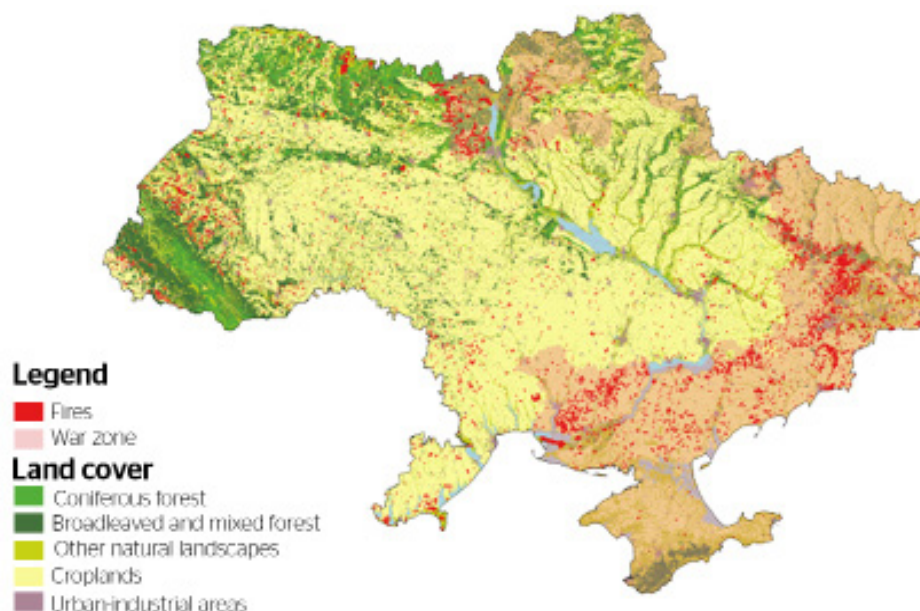 Legend
Fires
War zone
Land cover
Coniferous forest
Broadleaved and mixed forest
Other natural landscapes
Croplands
Urban-industrial areas